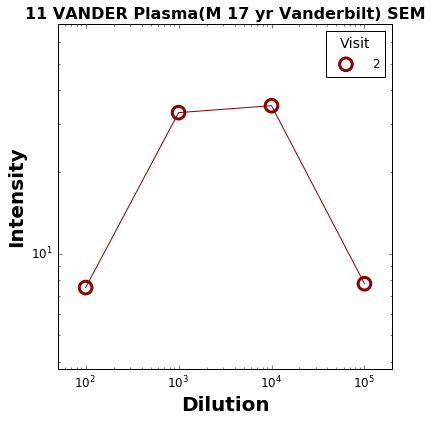 11 VANDER Plasma(M 17 yr Vanderbilt) SEM
Visit
2
Intensity
10^1
10^2 10^3 10^4 10^5
Dilution